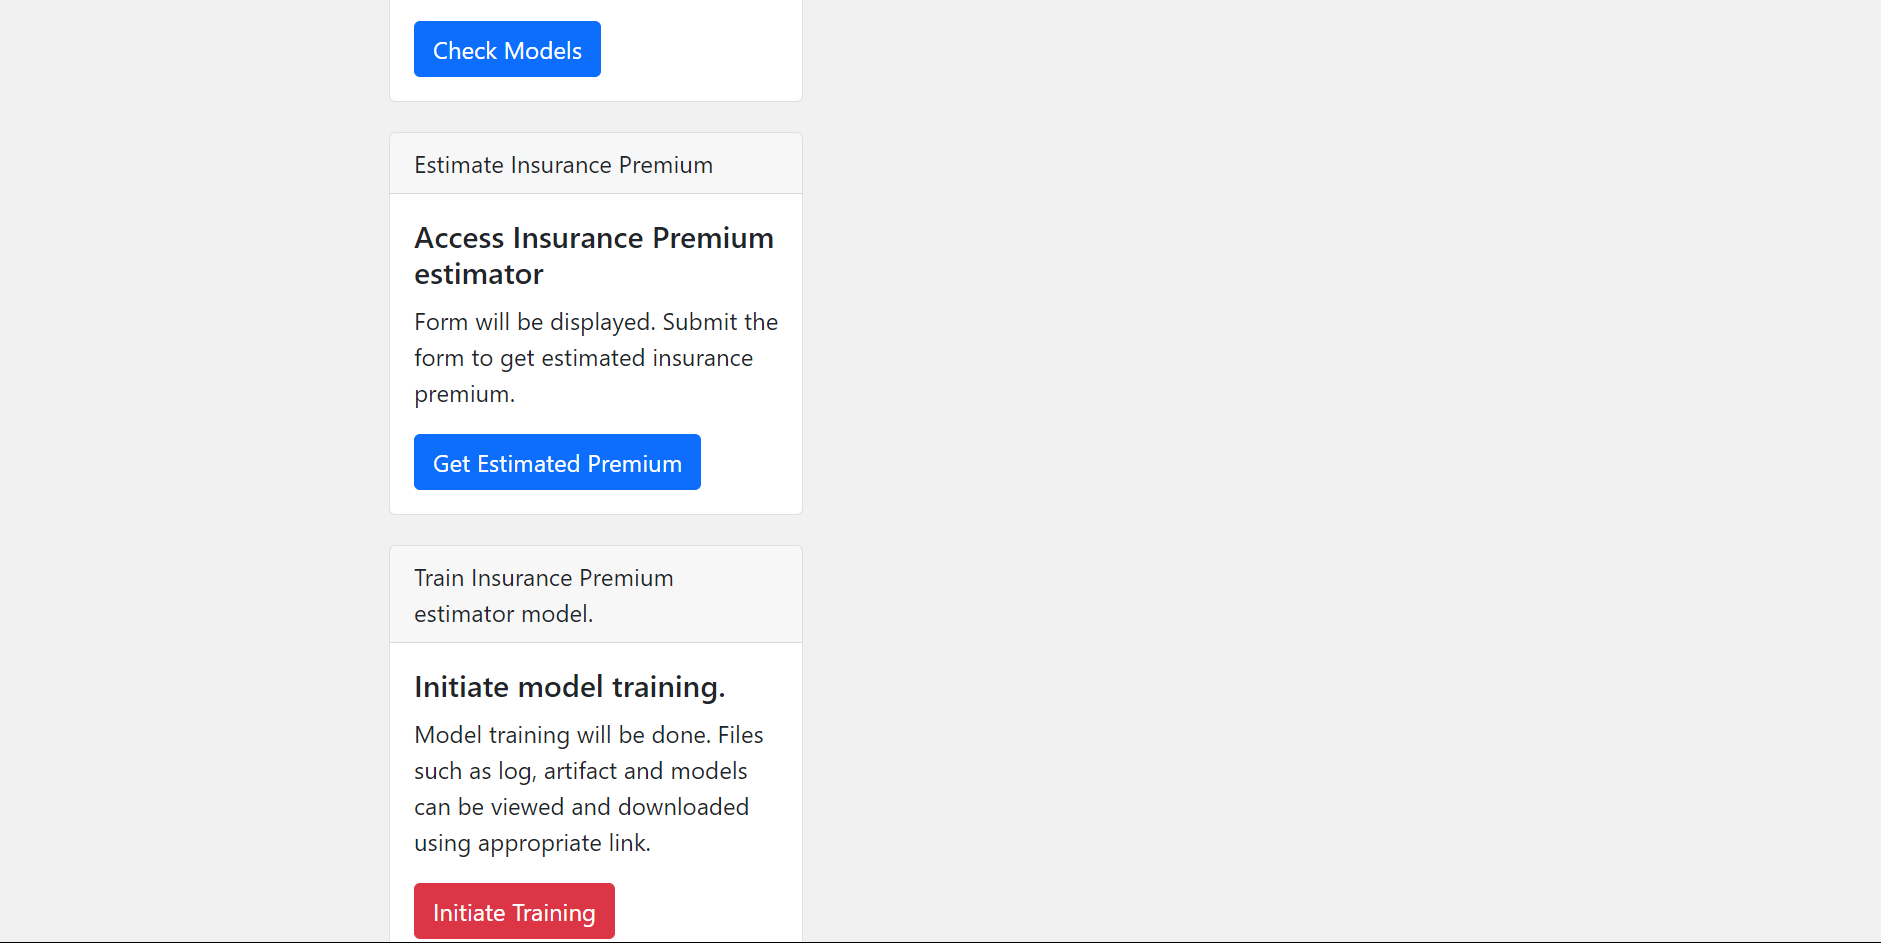 Check Models
Estimate Insurance Premium
Access Insurance Premium
estimator
Form will be displayed. Submit the
form to get estimated insurance
premium.
Get Estimated Premium
Train Insurance Premium
estimator model.
Initiate model training.
Model training will be done. Files
such as log, artifact and models
can be viewed and downloaded
using appropriate link.
Initiate Training